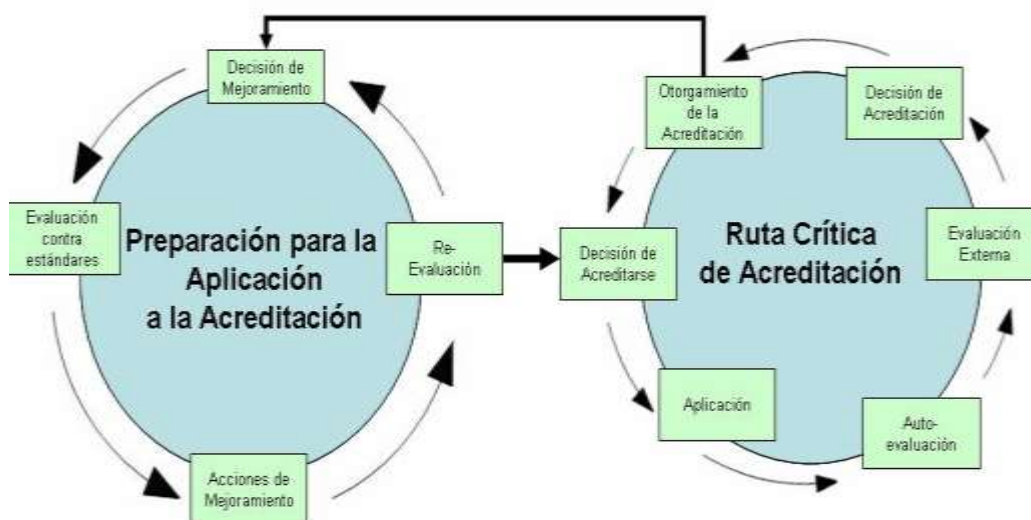 Decisión de
Mejoramiento
Evaluación
contra
estándares
Preparación para la
Aplicación
a la Acreditación
Re-
Evaluación
Acciones de
Mejoramiento
Otorgamiento
de la
Acreditación
Decisión de
Acreditación
Decisión de
Acreditarse
Ruta Crítica
de Acreditación
Evaluación
Externa
Aplicación
Auto-
evaluación